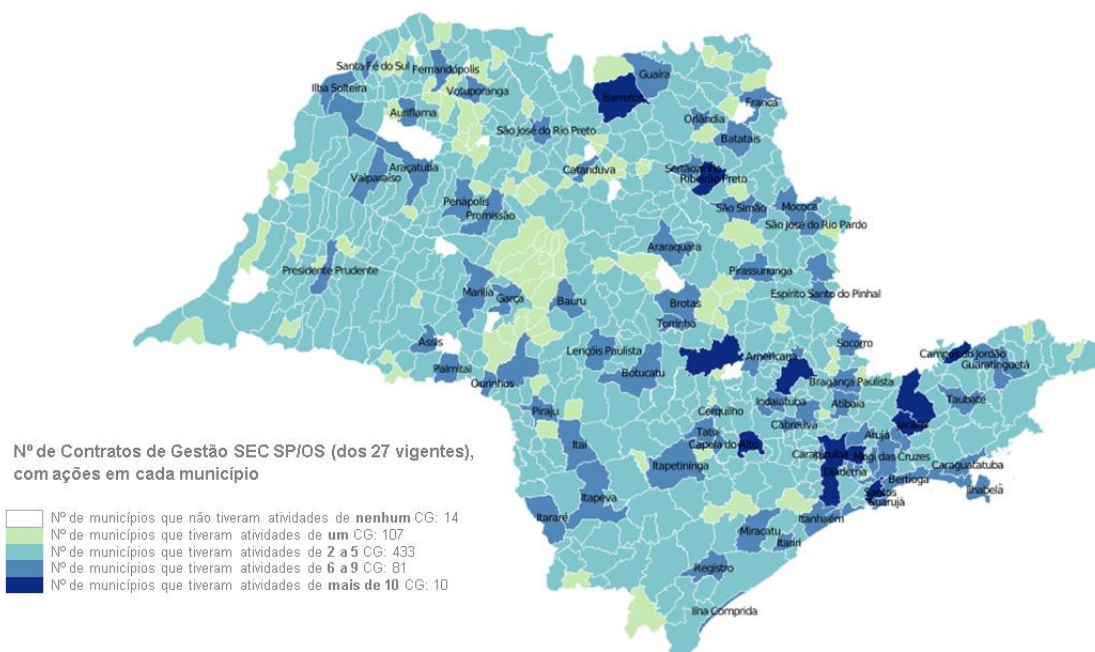 Santa Fé do Sul
Fernandópolis
Ilha Solteira
Votuporanga
Guaíra
Barretos
Franca
Auriflama
São José do Rio Preto
Orlândia
Batatais
Araçatuba
Valparaíso
Catanduva
Sertãozinho
Ribeirão Preto
Penápolis
Promissão
São Simão
Mococa
São José do Rio Pardo
Araraquara
Presidente Prudente
Pirassununga
Marília
Garça
Bauru
Brotas
Espírito Santo do Pinhal
Torrinha
Assis
Lençóis Paulista
Americana
Socorro
Campos do Jordão
Guaratinguetá
Palmital
Ourinhos
Botucatu
Bragança Paulista
Piraju
Cerquilho
Indaiatuba
Atibaia
Taubaté
Tatuí
Cabreúva
Jacareí
Itaí
Capela do Alto
Arujá
Itapetininga
Carapicuíba
Mogi das Cruzes
Diadema
Caraguatatuba
Bertioga
Ilhabela
Itapeva
Santos
Guarujá
Itararé
Itanhaém
Miracatu
Itariri
Registro
Ilha Comprida
Nº de Contratos de Gestão SEC SP/OS (dos 27 vigentes),
com ações em cada município
Nº de municípios que não tiveram atividades de nenhum CG: 14
Nº de municípios que tiveram atividades de um CG: 107
Nº de municípios que tiveram atividades de 2 a 5 CG: 433
Nº de municípios que tiveram atividades de 6 a 9 CG: 81
Nº de municípios que tiveram atividades de mais de 10 CG: 10